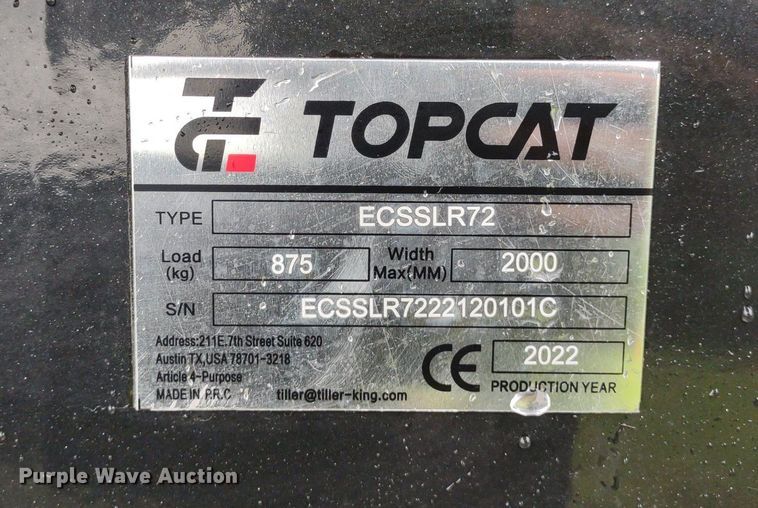 TOPCAT
TYPE ECSSLR72
Load (kg) 875 Width Max(MM) 2000
S/N ECSSLR7222120101C
Address:211E.7th Street Suite 620
Austin TX,USA 78701-3218
Article 4-Purpose
MADE IN P.R.C tiller@tiller-king.com
CE 2022
PRODUCTION YEAR
Purple Wave Auction